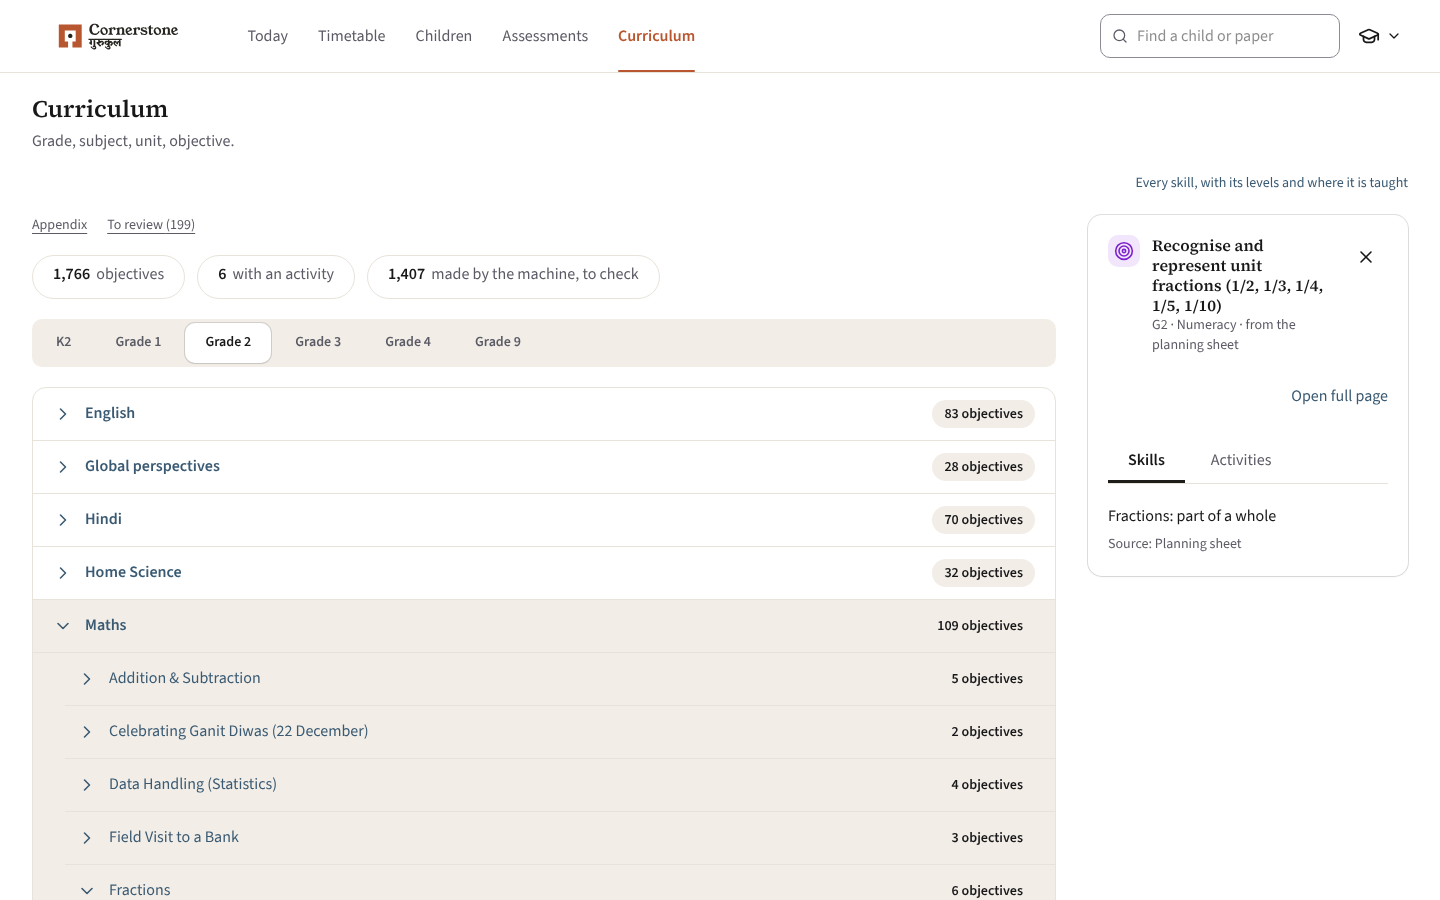 Cornerstone
गुरुकुल
Today
Timetable
Children
Assessments
Curriculum
Find a child or paper
Curriculum
Grade, subject, unit, objective.
Every skill, with its levels and where it is taught
Appendix
To review (199)
1,766 objectives
6 with an activity
1,407 made by the machine, to check
K2
Grade 1
Grade 2
Grade 3
Grade 4
Grade 9
English
83 objectives
Global perspectives
28 objectives
Hindi
70 objectives
Home Science
32 objectives
Maths
109 objectives
Addition & Subtraction
5 objectives
Celebrating Ganit Diwas (22 December)
2 objectives
Data Handling (Statistics)
4 objectives
Field Visit to a Bank
3 objectives
Fractions
6 objectives
Recognise and
represent unit
fractions (1/2, 1/3, 1/4,
1/5, 1/10)
G2 · Numeracy · from the
planning sheet
Open full page
Skills
Activities
Fractions: part of a whole
Source: Planning sheet